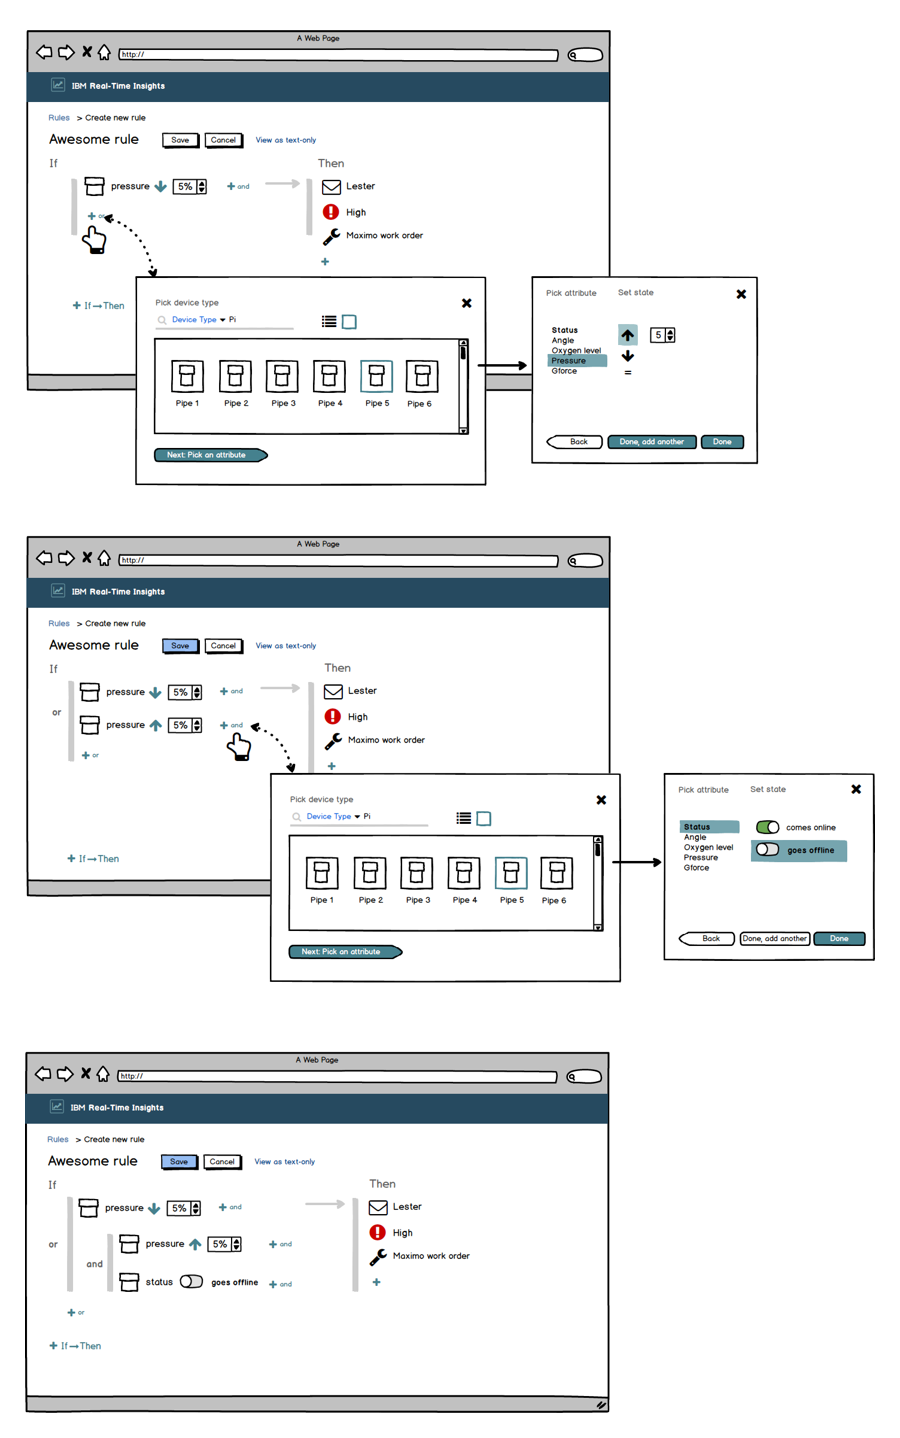 A Web Page
http://
IBM Real-Time Insights
Rules > Create new rule
Awesome rule Save Cancel View as text-only
If Then
pressure 5% + and Lester
+ or High
Maximo work order
+
+ If→Then
Pick device type
Device Type Pi
Pipe 1 Pipe 2 Pipe 3 Pipe 4 Pipe 5 Pipe 6
Next: Pick an attribute
Pick attribute Set state
Status
Angle
Oxygen level
Pressure
Gforce
5
=
Back Done, add another Done
A Web Page
http://
IBM Real-Time Insights
Rules > Create new rule
Awesome rule Save Cancel View as text-only
If Then
pressure 5% + and Lester
or
pressure 5% + and High
Maximo work order
+ or
+
+ If→Then
Pick device type
Device Type Pi
Pipe 1 Pipe 2 Pipe 3 Pipe 4 Pipe 5 Pipe 6
Next: Pick an attribute
Pick attribute Set state
Status comes online
Angle
Oxygen level goes offline
Pressure
Gforce
Back Done, add another Done
A Web Page
http://
IBM Real-Time Insights
Rules > Create new rule
Awesome rule Save Cancel View as text-only
If Then
pressure 5% + and Lester
High
or pressure 5% + and
Maximo work order
and
status goes offline + and +
+ or
+ If→Then